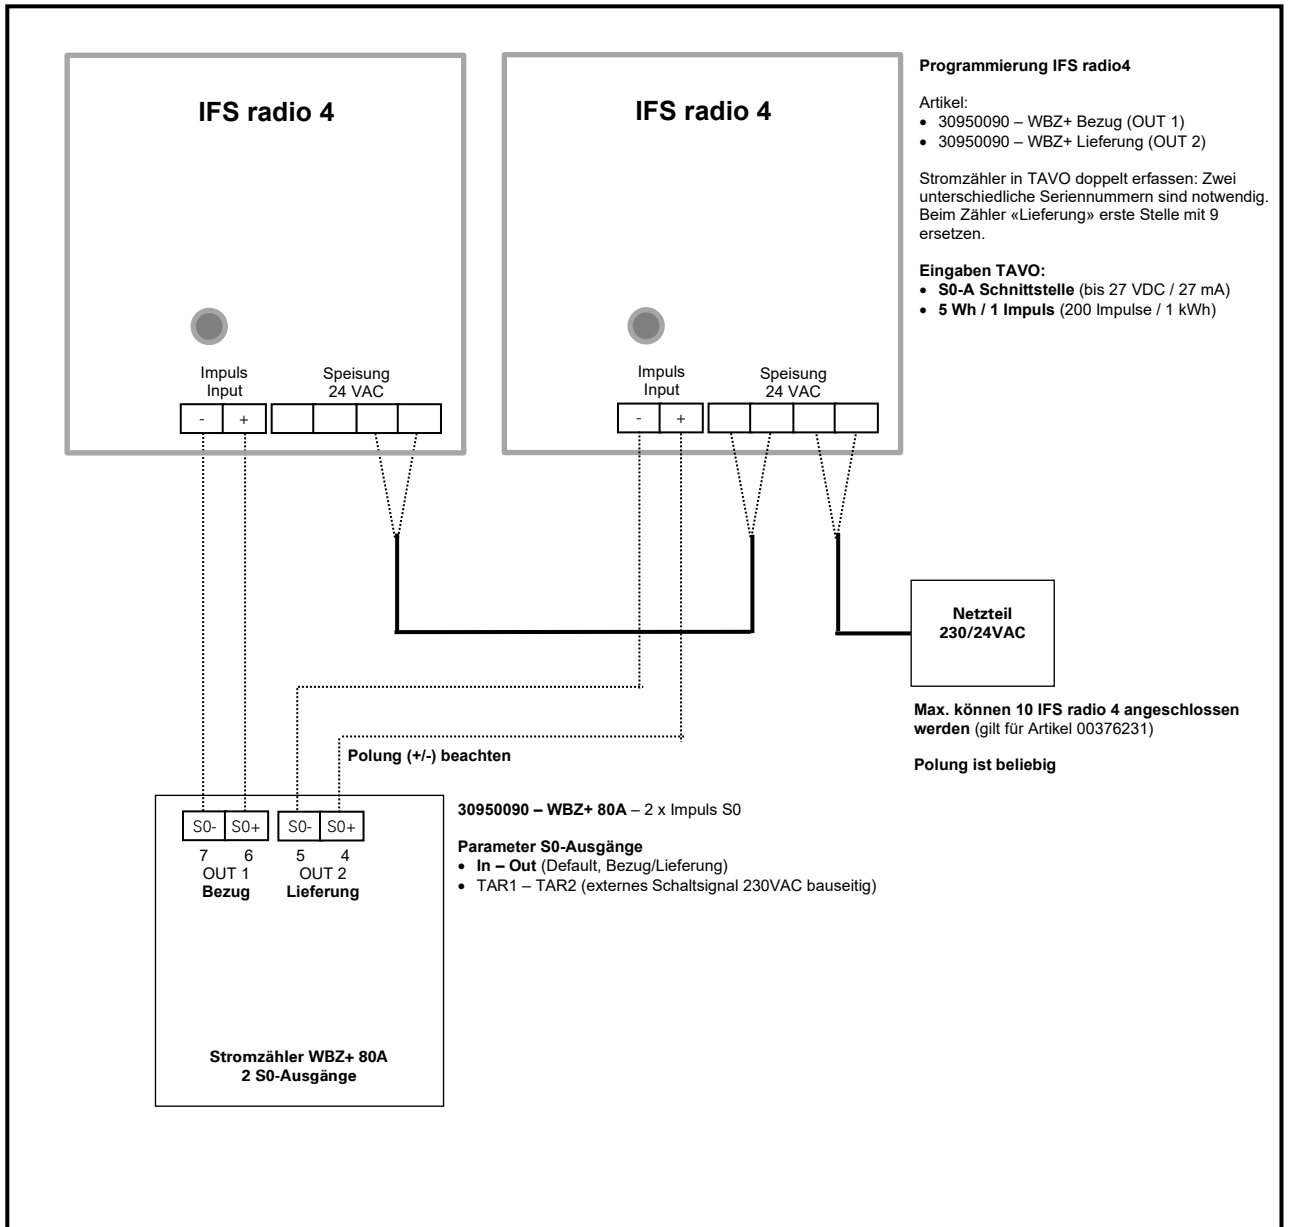 IFS radio 4
Impuls
Input
Speisung
24 VAC
- +
IFS radio 4
Impuls
Input
Speisung
24 VAC
- +
Programmierung IFS radio4
Artikel:
• 30950090 – WBZ+ Bezug (OUT 1)
• 30950090 – WBZ+ Lieferung (OUT 2)
Stromzähler in TAVO doppelt erfassen: Zwei
unterschiedliche Seriennummern sind notwendig.
Beim Zähler «Lieferung» erste Stelle mit 9
ersetzen.
Eingaben TAVO:
• S0-A Schnittstelle (bis 27 VDC / 27 mA)
• 5 Wh / 1 Impuls (200 Impulse / 1 kWh)
Netzteil
230/24VAC
Max. können 10 IFS radio 4 angeschlossen
werden (gilt für Artikel 00376231)
Polung ist beliebig
Polung (+/-) beachten
S0- S0+ S0- S0+
7 6 5 4
OUT 1 OUT 2
Bezug Lieferung
30950090 – WBZ+ 80A – 2 x Impuls S0
Parameter S0-Ausgänge
• In – Out (Default, Bezug/Lieferung)
• TAR1 – TAR2 (externes Schaltsignal 230VAC bauseitig)
Stromzähler WBZ+ 80A
2 S0-Ausgänge